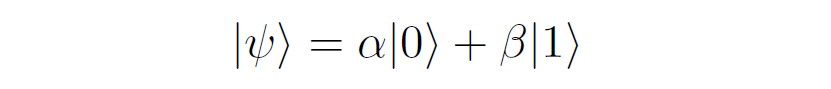 |ψ⟩ = α|0⟩ + β|1⟩